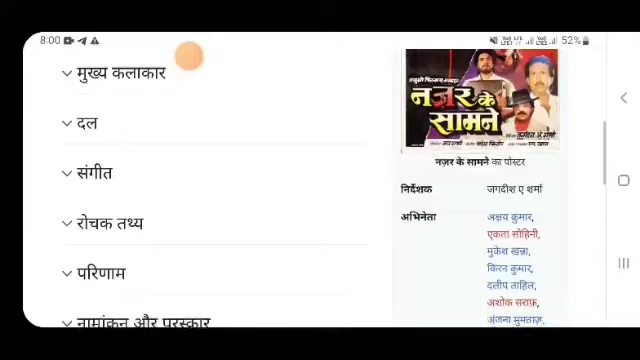 8:00
52%
मुख्य कलाकार
दल
संगीत
रोचक तथ्य
परिणाम
नामांकन और पुरस्कार
नज़र के
सामने
नज़र के सामने का पोस्टर
निर्देशक जगदीश ए शर्मा
अभिनेता अक्षय कुमार,
एकता सोहिनी,
मुकेश खन्ना,
किरन कुमार,
दलीप ताहिल,
अशोक सराफ़,
अंजना मुमताज़,